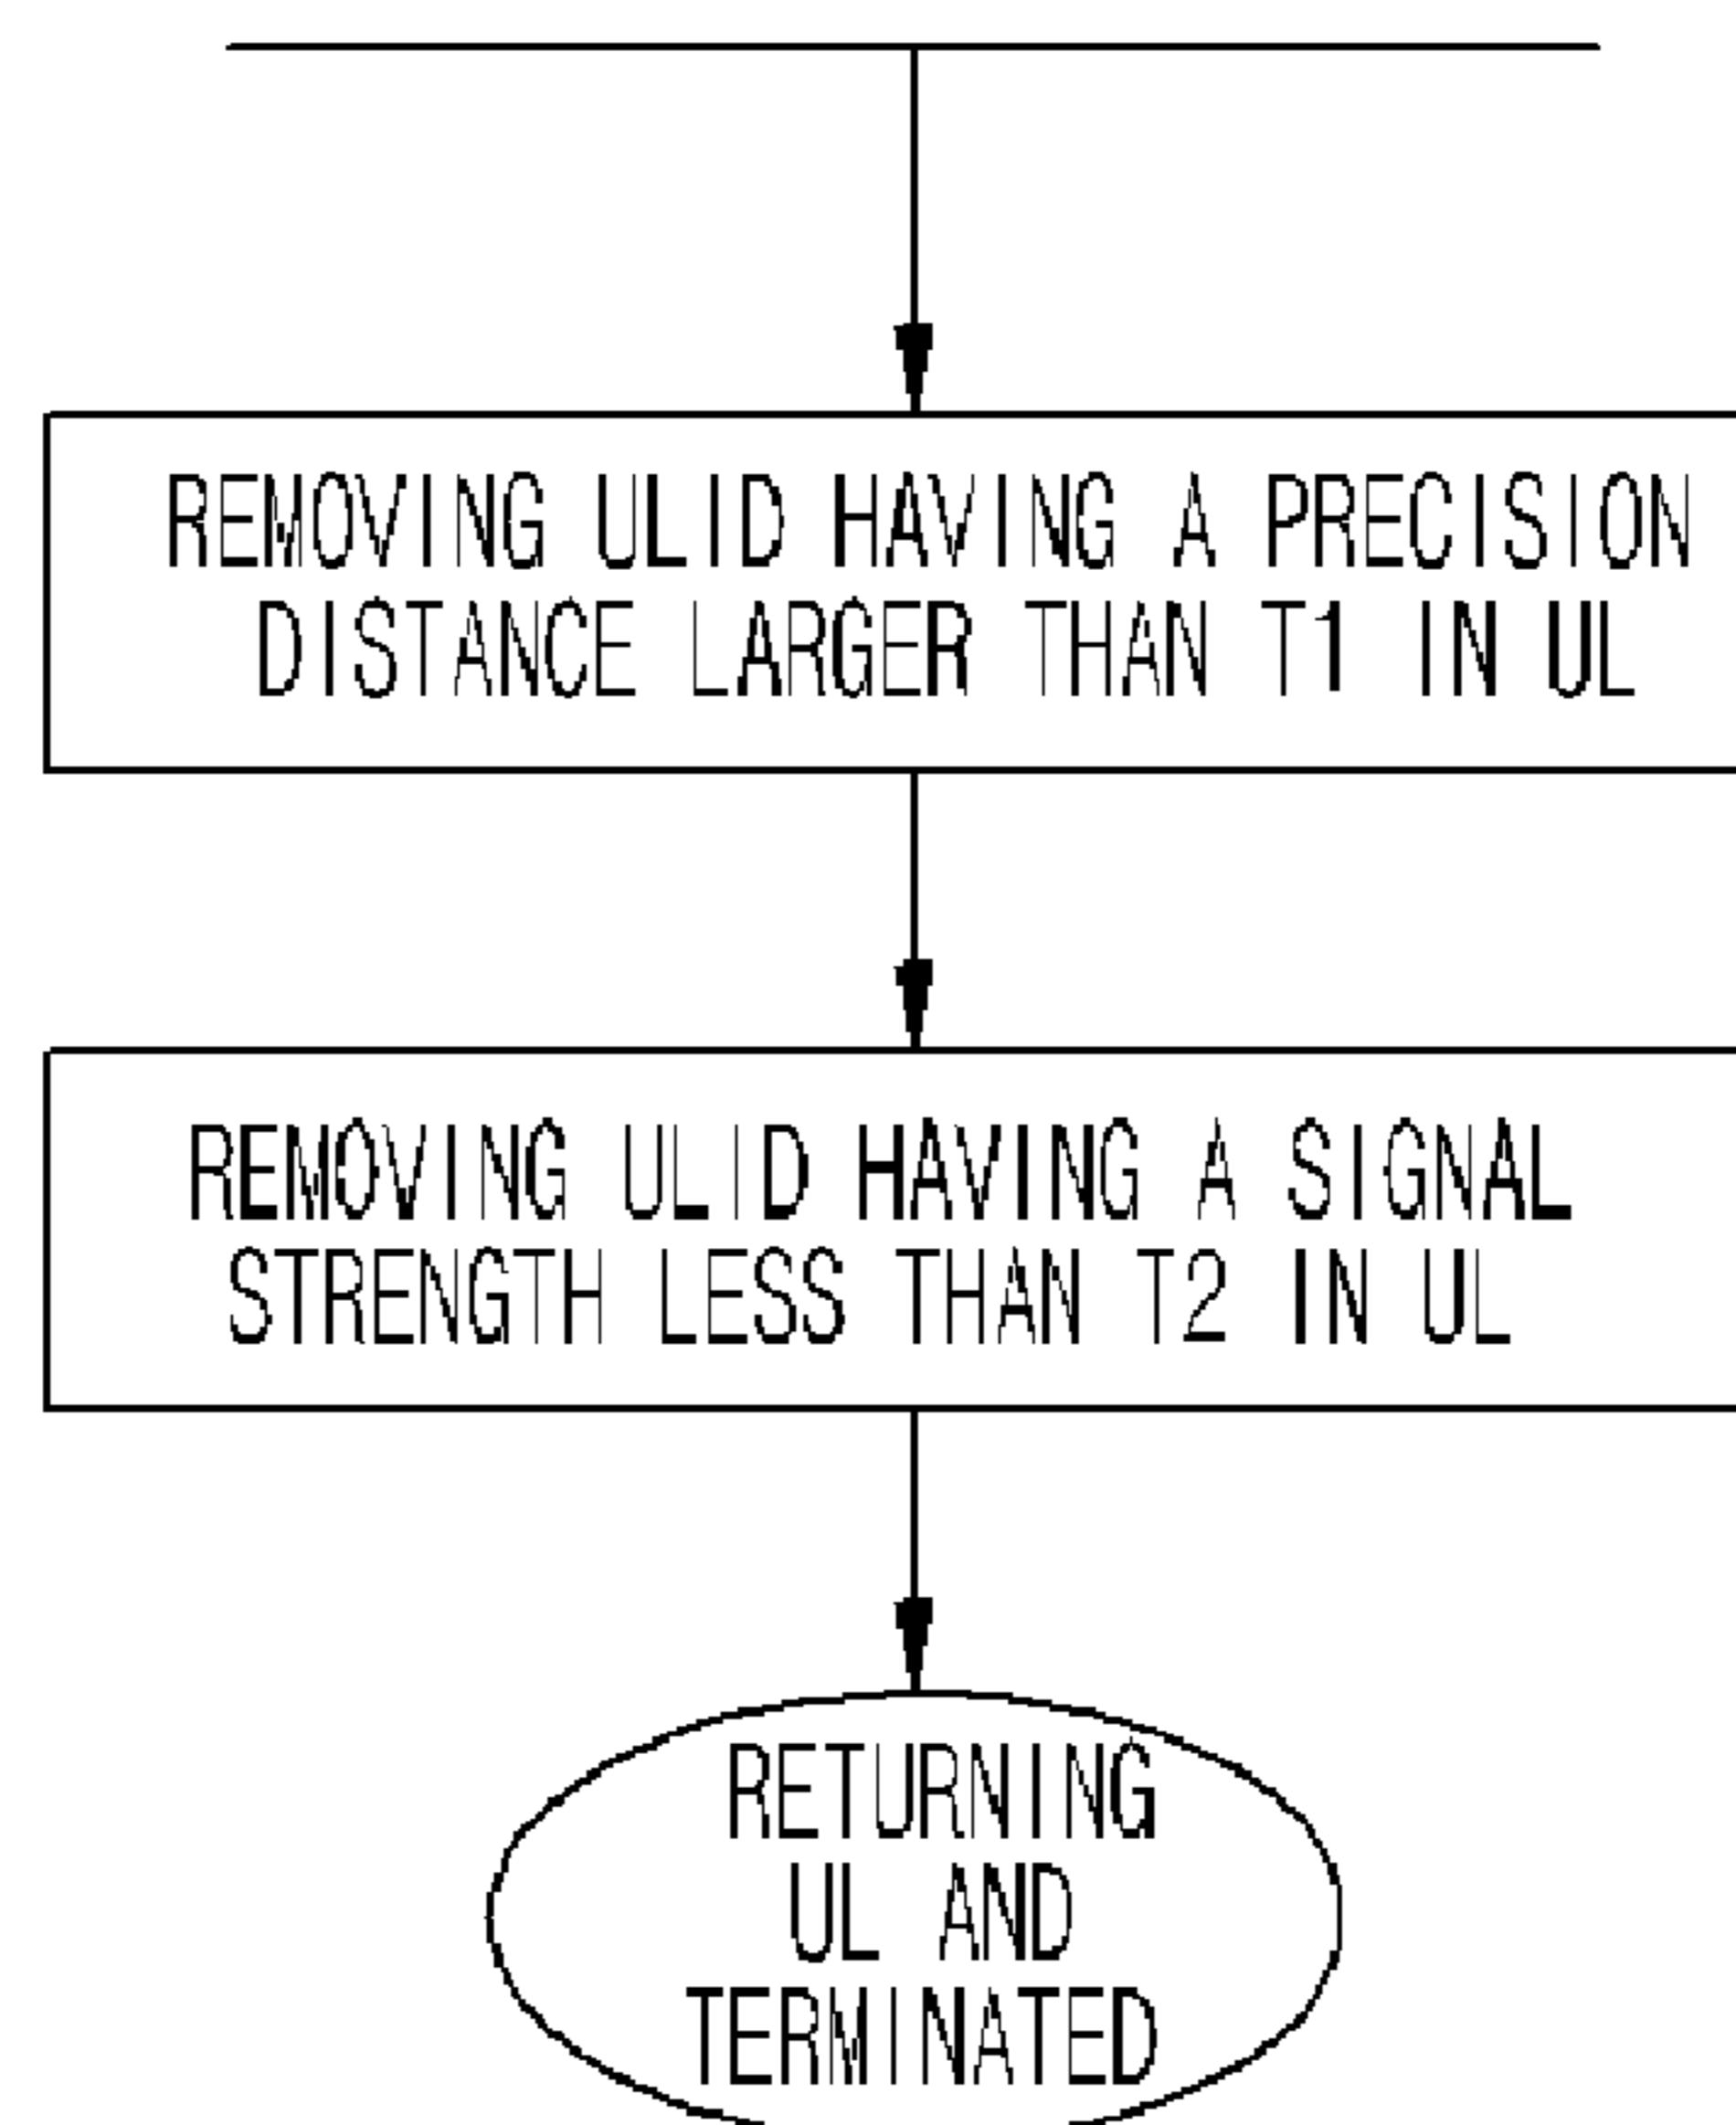 REMOVING ULID HAVING A PRECISION
DISTANCE LARGER THAN T1 IN UL
REMOVING ULID HAVING A SIGNAL
STRENGTH LESS THAN T2 IN UL
RETURNING
UL AND
TERMINATED